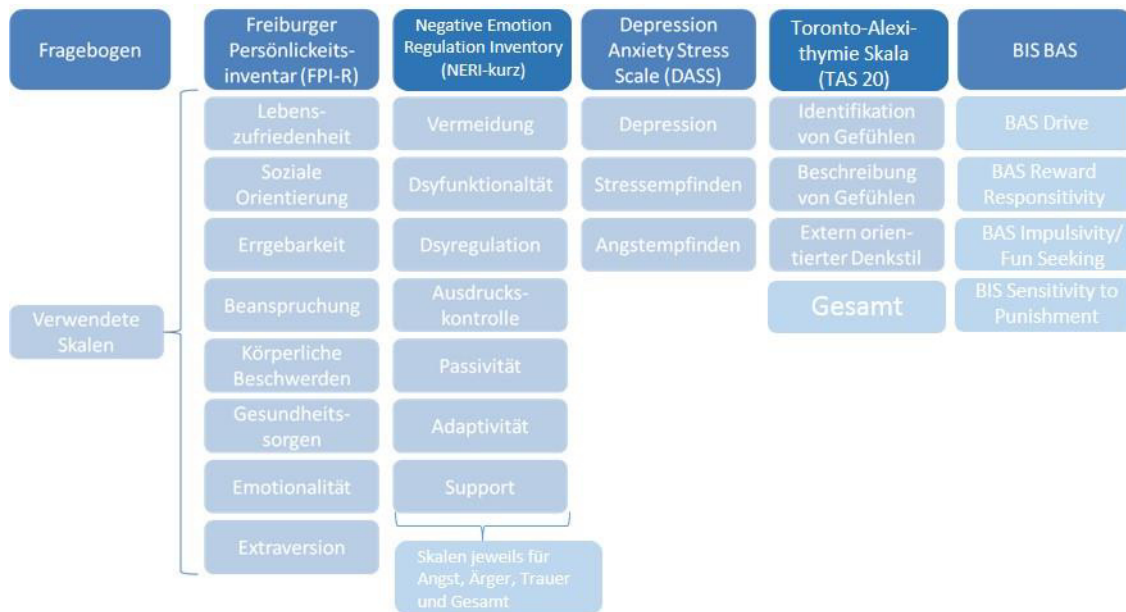 Fragebogen
Freiburger
Persönlickeits-
inventar (FPI-R)
Negative Emotion
Regulation Inventory
(NERI-kurz)
Depression
Anxiety Stress
Scale (DASS)
Toronto-Alexi-
thymie Skala
(TAS 20)
BIS BAS
Verwendete
Skalen
Lebens-
zufriedenheit
Soziale
Orientierung
Errgebarkeit
Beanspruchung
Körperliche
Beschwerden
Gesundheits-
sorgen
Emotionalität
Extraversion
Vermeidung
Dsyfunktionaltät
Dsyregulation
Ausdrucks-
kontrolle
Passivität
Adaptivität
Support
Skalen jeweils für
Angst, Ärger, Trauer
und Gesamt
Depression
Stressempfinden
Angstempfinden
Identifikation
von Gefühlen
Beschreibung
von Gefühlen
Extern orien-
tierter Denkstil
Gesamt
BAS Drive
BAS Reward
Responsitivity
BAS Impulsivity/
Fun Seeking
BIS Sensitivity to
Punishment